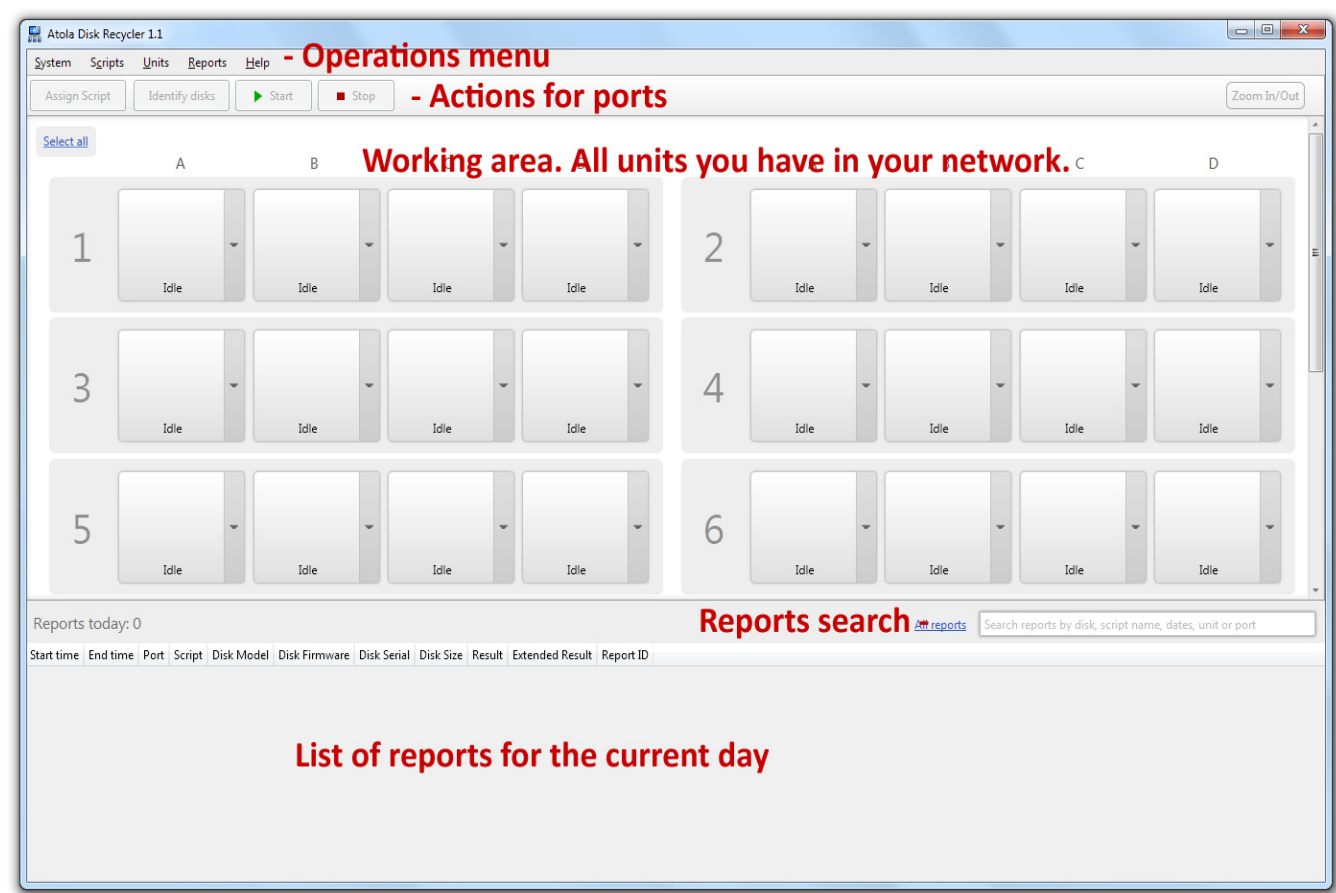 Atola Disk Recycler 1.1
System Scripts Units Reports Help - Operations menu
Assign Script Identify disks Start Stop - Actions for ports Zoom In/Out
Select all
Working area. All units you have in your network.
A B C D A B C D
1 2
Idle Idle Idle Idle Idle Idle Idle Idle
3 4
Idle Idle Idle Idle Idle Idle Idle Idle
5 6
Idle Idle Idle Idle Idle Idle Idle Idle
Reports today: 0 Reports search All reports Search reports by disk, script name, dates, unit or port
Start time End time Port Script Disk Model Disk Firmware Disk Serial Disk Size Result Extended Result Report ID
List of reports for the current day